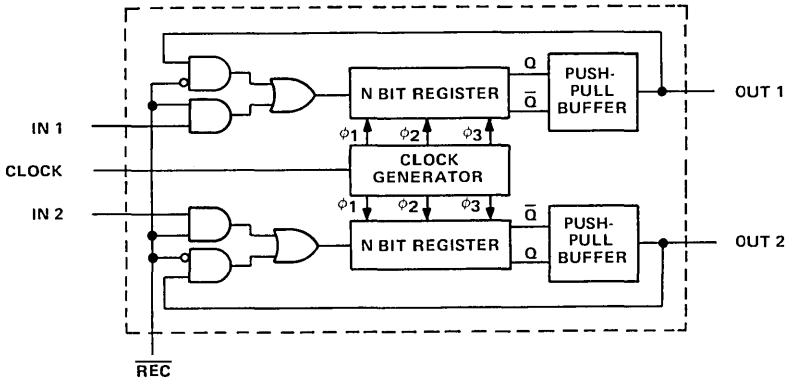 Q
PUSH-
PULL
BUFFER
N BIT REGISTER
Q̅
OUT 1
IN 1
ϕ1 ϕ2 ϕ3
CLOCK
CLOCK
GENERATOR
ϕ1 ϕ2 ϕ3
IN 2
Q̅
PUSH-
PULL
BUFFER
N BIT REGISTER
Q
OUT 2
R̅E̅C̅